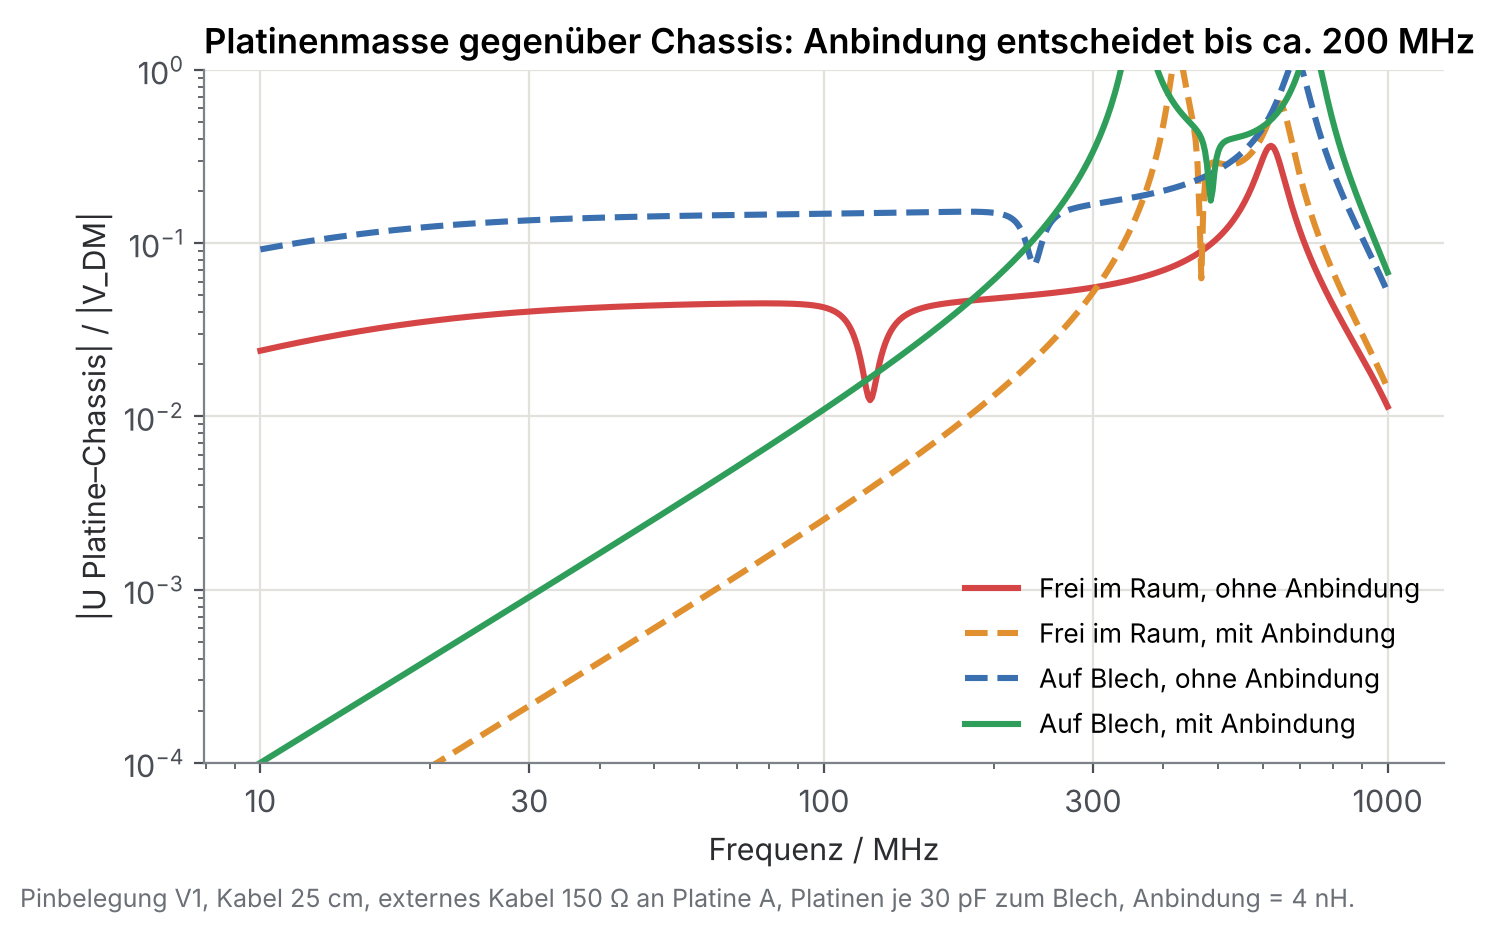 Platinenmasse gegenüber Chassis: Anbindung entscheidet bis ca. 200 MHz
|U Platine–Chassis| / |V_DM|
10⁰
10⁻¹
10⁻²
10⁻³
10⁻⁴
Frei im Raum, ohne Anbindung
Frei im Raum, mit Anbindung
Auf Blech, ohne Anbindung
Auf Blech, mit Anbindung
10 30 100 300 1000
Frequenz / MHz
Pinbelegung V1, Kabel 25 cm, externes Kabel 150 Ω an Platine A, Platinen je 30 pF zum Blech, Anbindung = 4 nH.